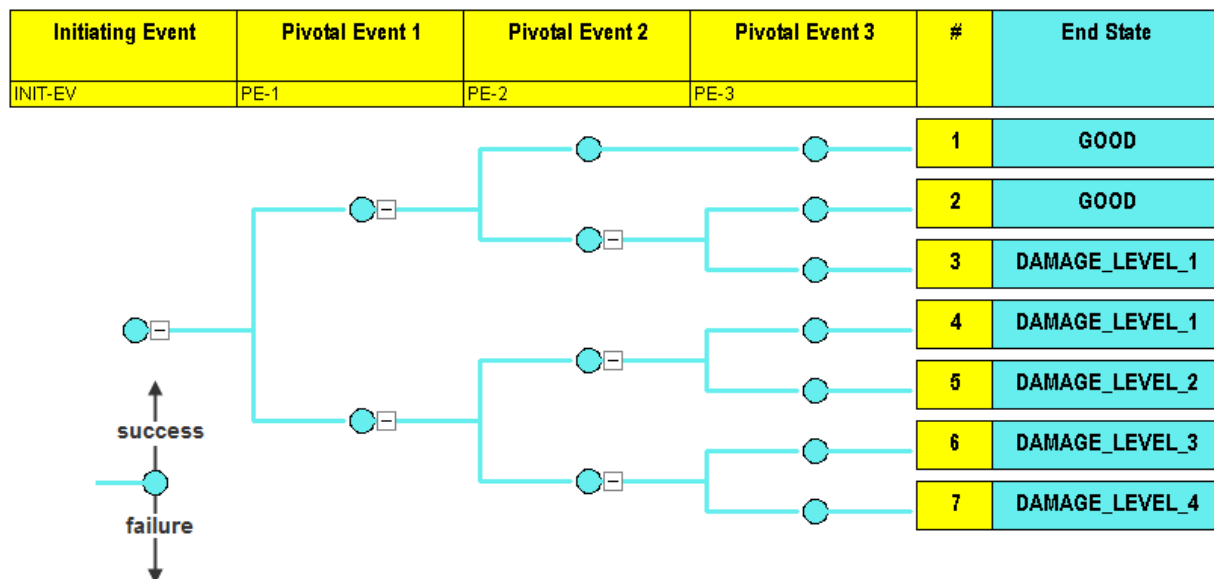 Initiating Event Pivotal Event 1 Pivotal Event 2 Pivotal Event 3 # End State
INIT-EV PE-1 PE-2 PE-3
1 GOOD
2 GOOD
3 DAMAGE_LEVEL_1
4 DAMAGE_LEVEL_1
5 DAMAGE_LEVEL_2
success
6 DAMAGE_LEVEL_3
7 DAMAGE_LEVEL_4
failure